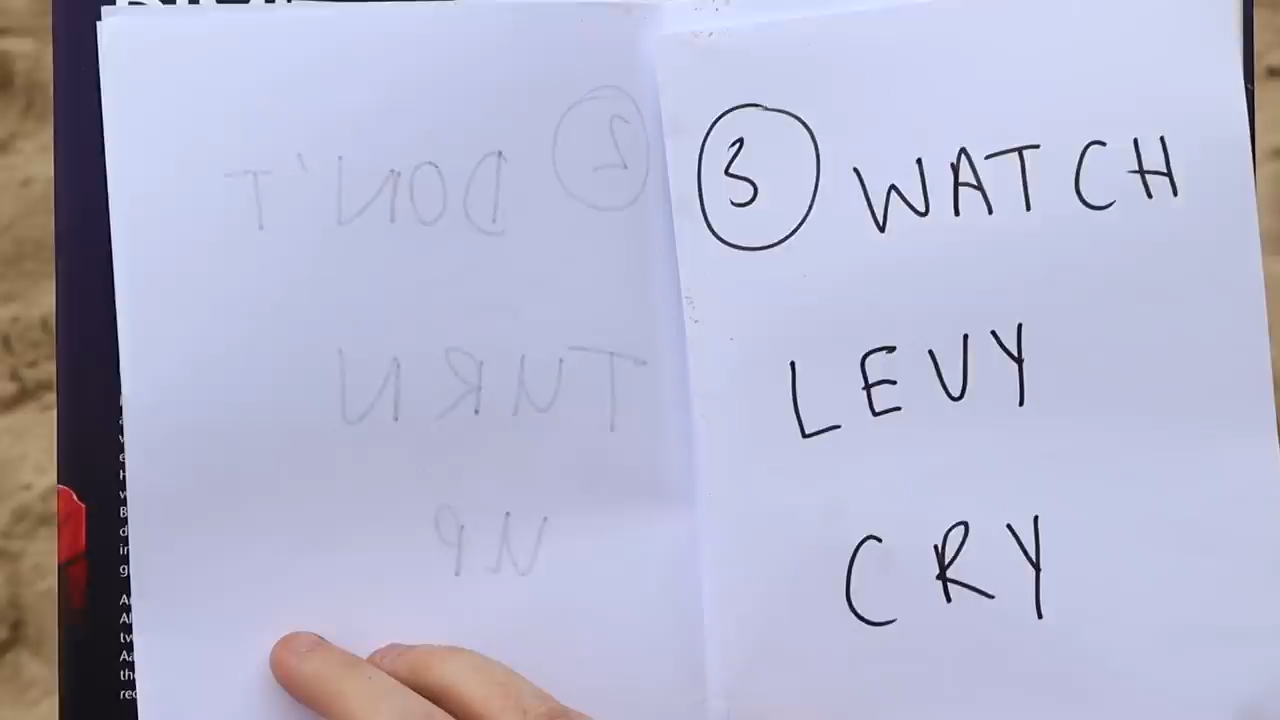 ② DON'T
TURN
UP
③ WATCH
LEVY
CRY